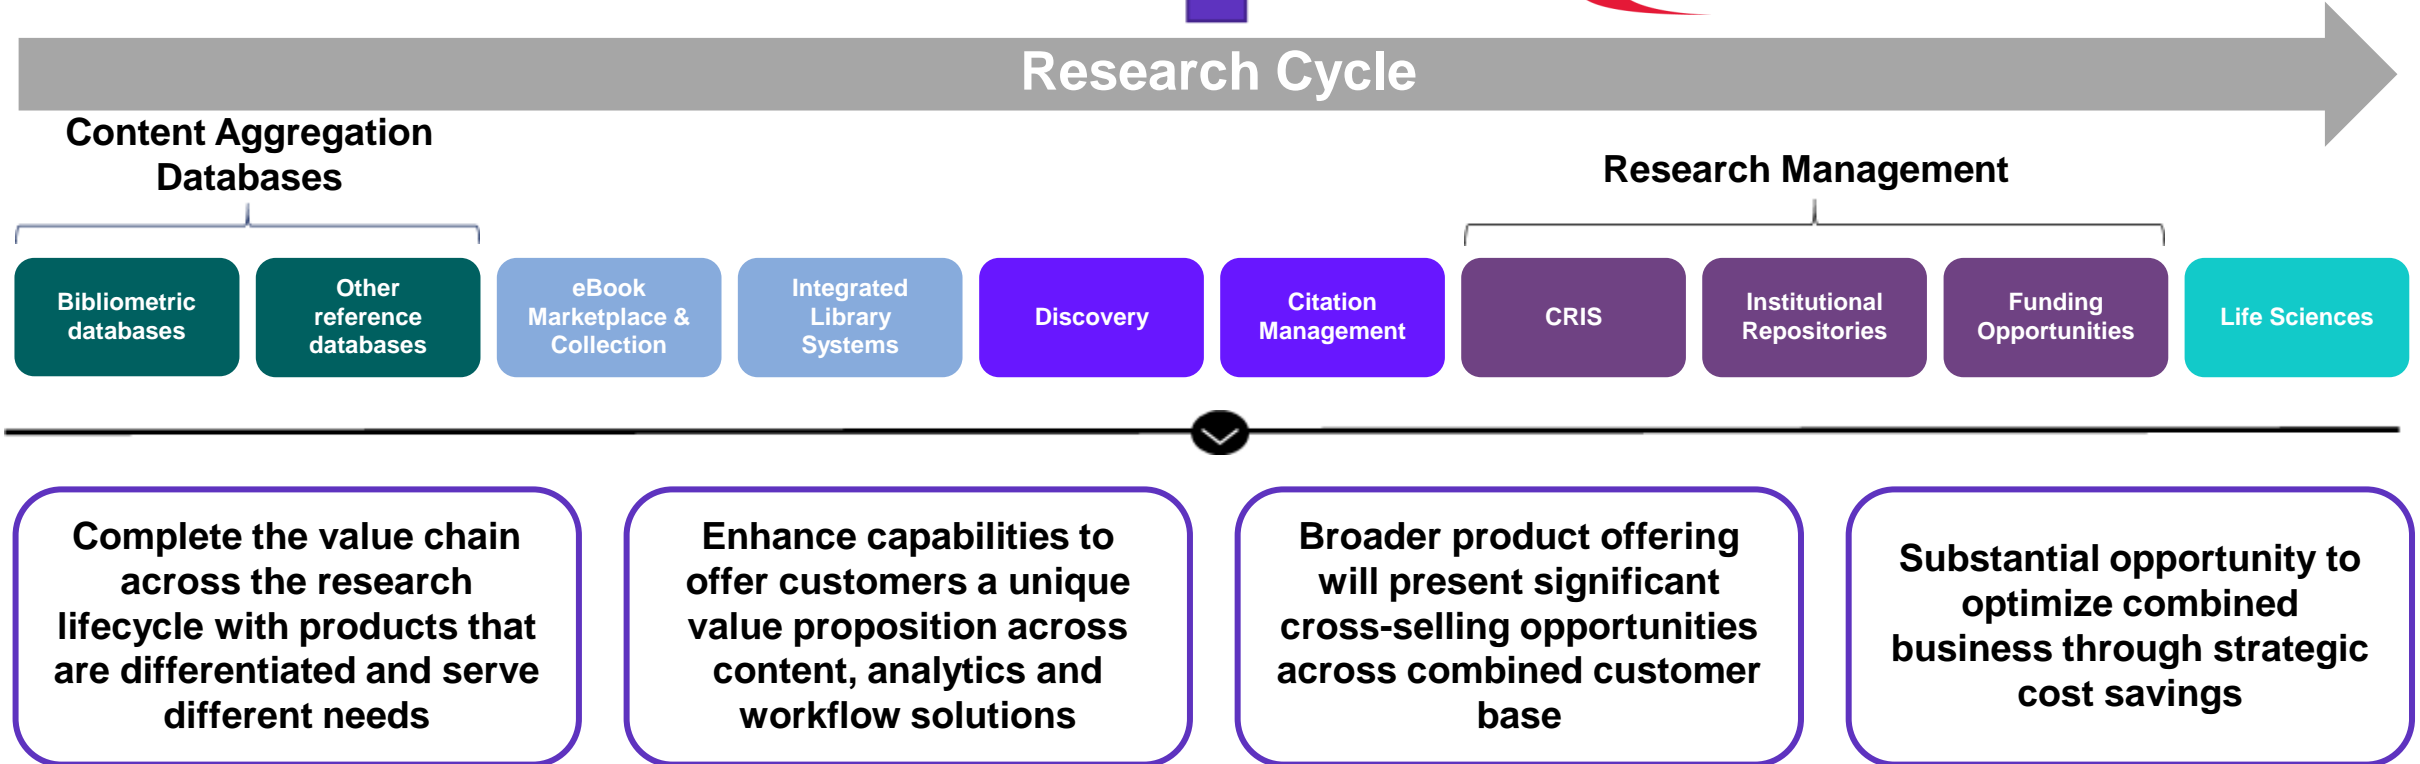 Research Cycle
Content Aggregation
Databases
Research Management
Bibliometric
databases
Other
reference
databases
eBook
Marketplace &
Collection
Integrated
Library
Systems
Discovery
Citation
Management
CRIS
Institutional
Repositories
Funding
Opportunities
Life Sciences
Complete the value chain
across the research
lifecycle with products that
are differentiated and serve
different needs
Enhance capabilities to
offer customers a unique
value proposition across
content, analytics and
workflow solutions
Broader product offering
will present significant
cross-selling opportunities
across combined customer
base
Substantial opportunity to
optimize combined
business through strategic
cost savings